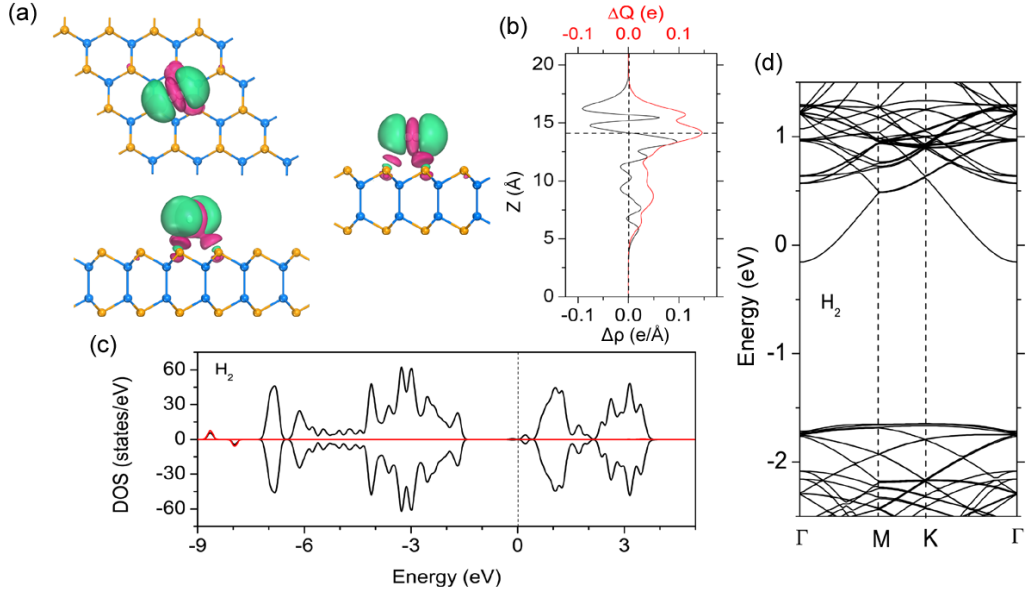 (a)
(b)
ΔQ (e)
-0.1 0.0 0.1
20
15
10
5
0
Z (Å)
-0.1 0.0 0.1
Δρ (e/Å)
(c)
H2
60
30
0
-30
-60
DOS (states/eV)
-9 -6 -3 0 3
Energy (eV)
(d)
1
0
-1
-2
Energy (eV)
H2
Γ M K Γ